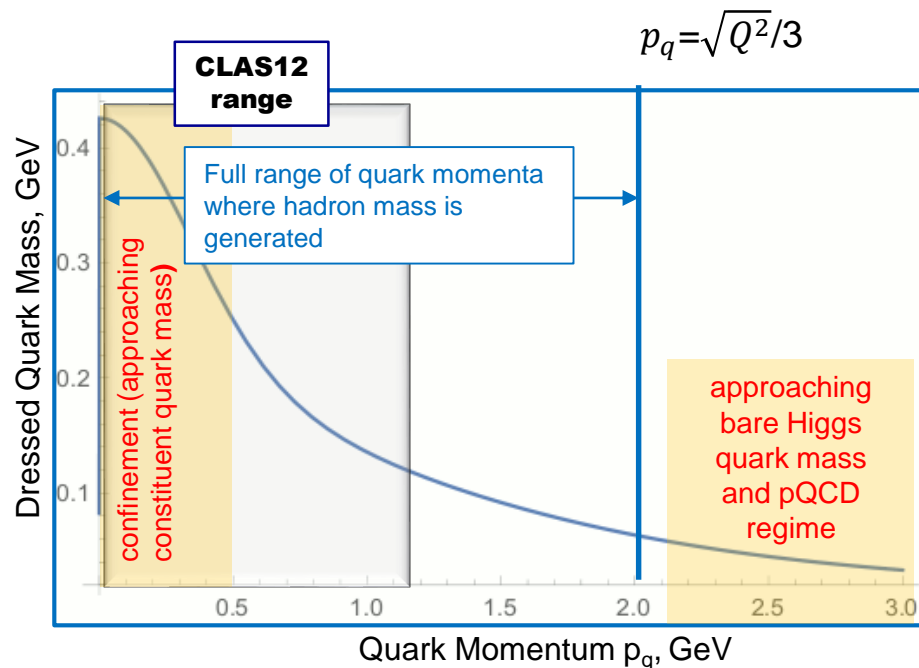 p_q=√Q²/3
CLAS12
range
Full range of quark momenta
where hadron mass is
generated
Dressed Quark Mass, GeV
0.4
0.3
0.2
0.1
confinement (approaching
constituent quark mass)
approaching
bare Higgs
quark mass
and pQCD
regime
0.5 1.0 1.5 2.0 2.5 3.0
Quark Momentum p_q, GeV